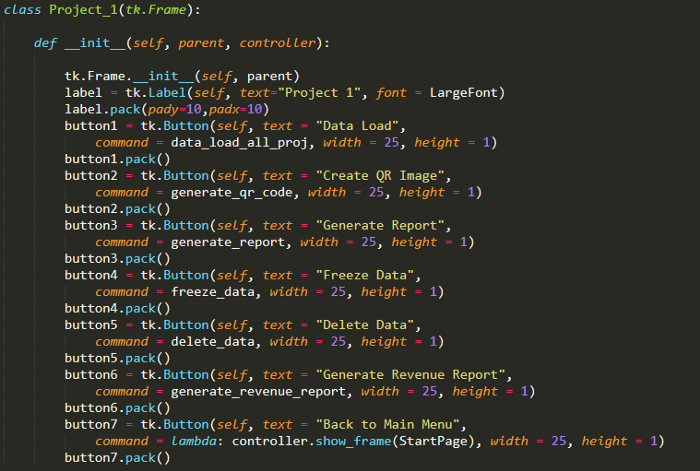 class Project_1(tk.Frame):
def __init__(self, parent, controller):
tk.Frame.__init__(self, parent)
label = tk.Label(self, text="Project 1", font = LargeFont)
label.pack(pady=10,padx=10)
button1 = tk.Button(self, text = "Data Load",
command = data_load_all_proj, width = 25, height = 1)
button1.pack()
button2 = tk.Button(self, text = "Create QR Image",
command = generate_qr_code, width = 25, height = 1)
button2.pack()
button3 = tk.Button(self, text = "Generate Report",
command = generate_report, width = 25, height = 1)
button3.pack()
button4 = tk.Button(self, text = "Freeze Data",
command = freeze_data, width = 25, height = 1)
button4.pack()
button5 = tk.Button(self, text = "Delete Data",
command = delete_data, width = 25, height = 1)
button5.pack()
button6 = tk.Button(self, text = "Generate Revenue Report",
command = generate_revenue_report, width = 25, height = 1)
button6.pack()
button7 = tk.Button(self, text = "Back to Main Menu",
command = lambda: controller.show_frame(StartPage), width = 25, height = 1)
button7.pack()